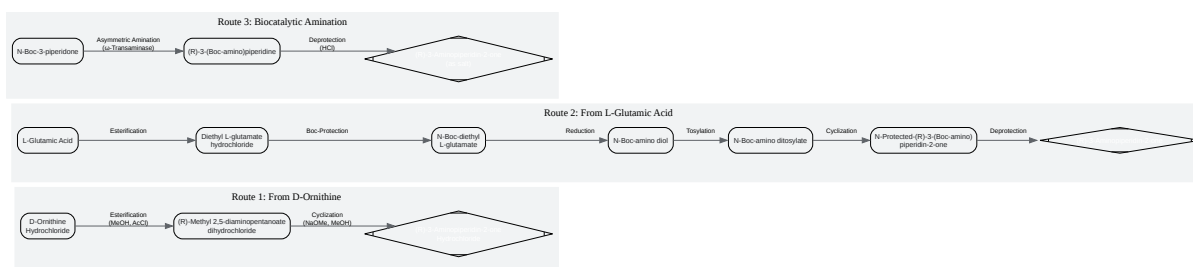 Route 3: Biocatalytic Amination
N-Boc-3-piperidone
Asymmetric Amination
(ω-Transaminase)
(R)-3-(Boc-amino)piperidine
Deprotection
(HCl)
Route 2: From L-Glutamic Acid
L-Glutamic Acid
Esterification
Diethyl L-glutamate
hydrochloride
Boc-Protection
N-Boc-diethyl
L-glutamate
Reduction
N-Boc-amino diol
Tosylation
N-Boc-amino ditosylate
Cyclization
N-Protected-(R)-3-(Boc-amino)
piperidin-2-one
Deprotection
Route 1: From D-Ornithine
D-Ornithine
Hydrochloride
Esterification
(MeOH, AcCl)
(R)-Methyl 2,5-diaminopentanoate
dihydrochloride
Cyclization
(NaOMe, MeOH)